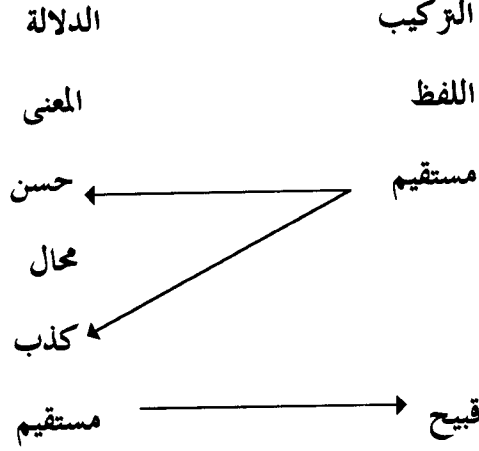 التركيب الدلالة
اللفظ المعنى
مستقيم حسن
محال
كذب
قبيح مستقيم